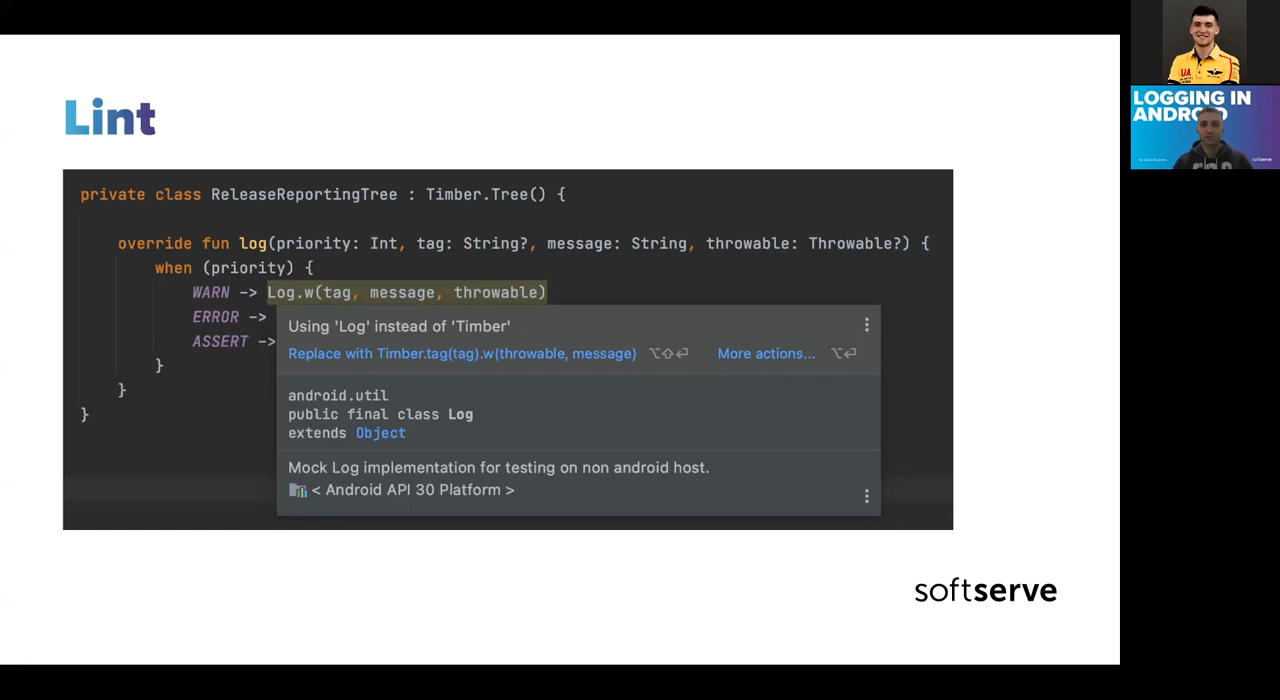 Lint
private class ReleaseReportingTree : Timber.Tree() {
override fun log(priority: Int, tag: String?, message: String, throwable: Throwable?) {
when (priority) {
WARN -> Log.w(tag, message, throwable)
ERROR ->
ASSERT ->
}
}
}
Using 'Log' instead of 'Timber'
Replace with Timber.tag(tag).w(throwable, message) ⌥⇧⏎ More actions... ⌥⏎
android.util
public final class Log
extends Object
Mock Log implementation for testing on non android host.
< Android API 30 Platform >
softserve
UA
LOGGING IN
ANDROID
softserve